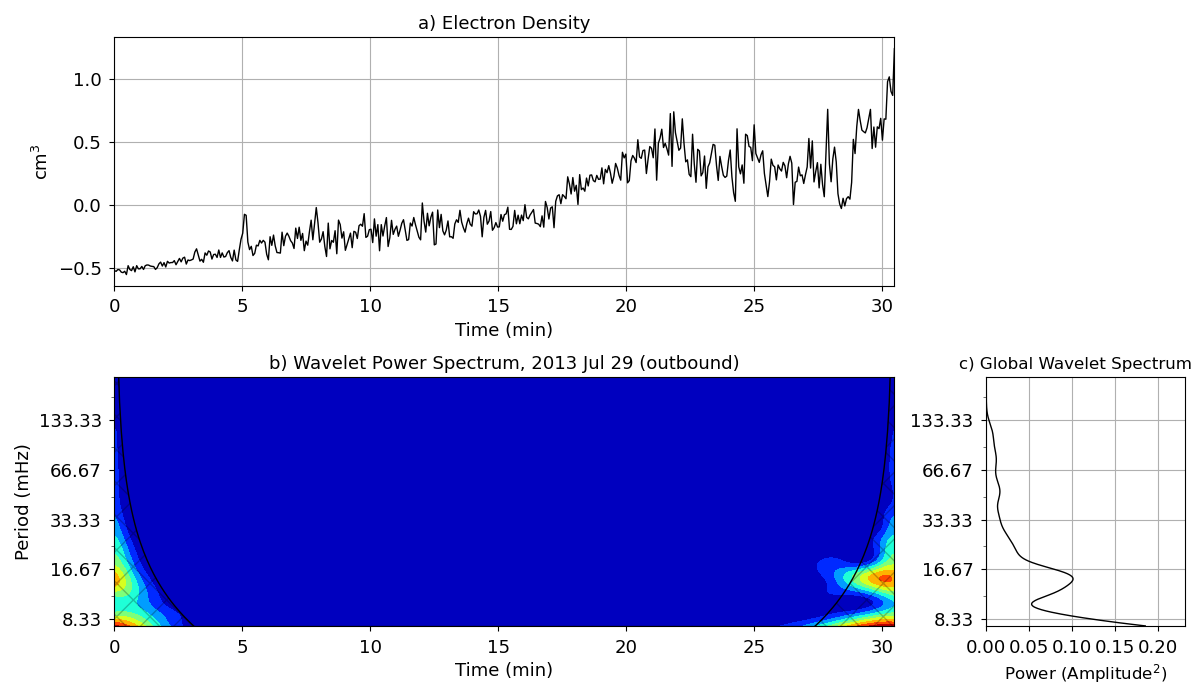 a) Electron Density
cm³
1.0
0.5
0.0
−0.5
0 5 10 15 20 25 30
Time (min)
b) Wavelet Power Spectrum, 2013 Jul 29 (outbound)
Period (mHz)
133.33
66.67
33.33
16.67
8.33
0 5 10 15 20 25 30
Time (min)
c) Global Wavelet Spectrum
133.33
66.67
33.33
16.67
8.33
0.00 0.05 0.10 0.15 0.20
Power (Amplitude²)